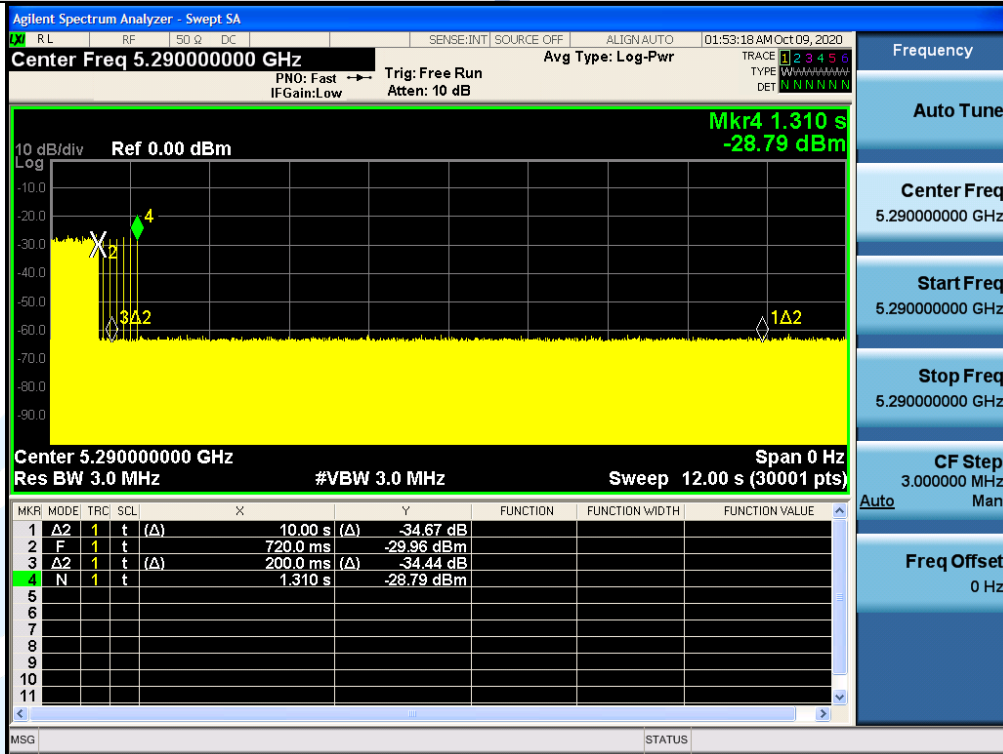 Agilent Spectrum Analyzer - Swept SA
LXI RL RF 50 Ω DC SENSE:INT SOURCE OFF ALIGN AUTO 01:53:18 AM Oct 09, 2020
Center Freq 5.290000000 GHz
PNO: Fast
IFGain:Low
Trig: Free Run
Atten: 10 dB
Avg Type: Log-Pwr
TRACE 1 2 3 4 5 6
TYPE W
DET N N N N N N
Mkr4 1.310 s
-28.79 dBm
10 dB/div Ref 0.00 dBm
Log
-10.0
-20.0
-30.0
-40.0
-50.0
-60.0
-70.0
-80.0
-90.0
4
2
3Δ2
1Δ2
Center 5.290000000 GHz Span 0 Hz
Res BW 3.0 MHz #VBW 3.0 MHz Sweep 12.00 s (30001 pts)
MKR MODE TRC SCL X Y FUNCTION FUNCTION WIDTH FUNCTION VALUE
1 Δ2 1 t (Δ) 10.00 s (Δ) -34.67 dB
2 F 1 t 720.0 ms -29.96 dBm
3 Δ2 1 t (Δ) 200.0 ms (Δ) -34.44 dB
4 N 1 t 1.310 s -28.79 dBm
5
6
7
8
9
10
11
MSG STATUS
Frequency
Auto Tune
Center Freq
5.290000000 GHz
Start Freq
5.290000000 GHz
Stop Freq
5.290000000 GHz
CF Step
3.000000 MHz
Auto Man
Freq Offset
0 Hz